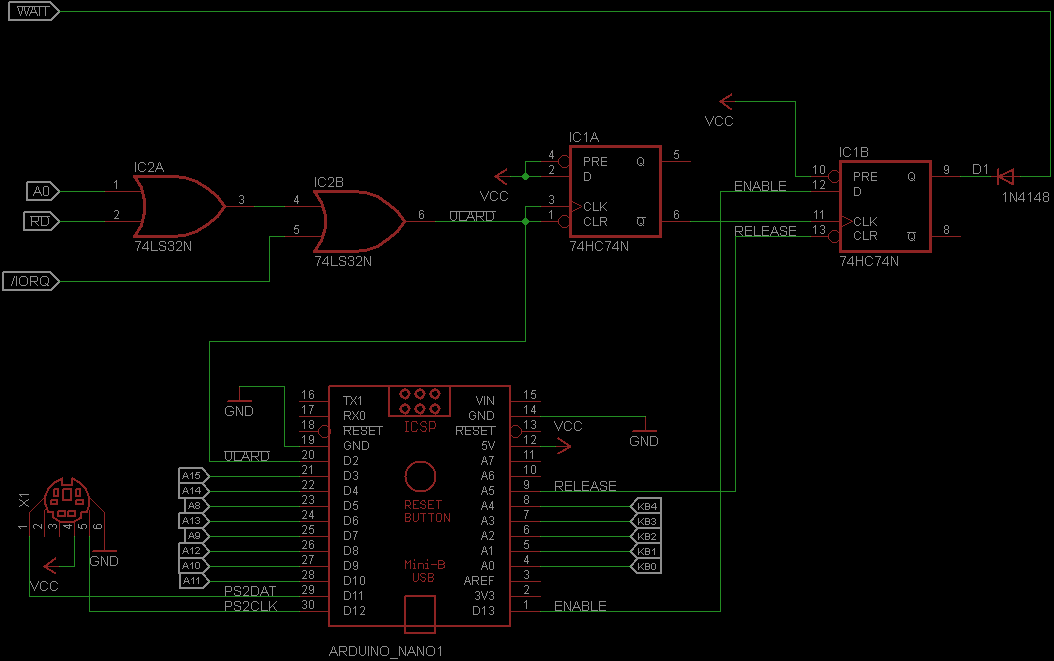 WAIT
VCC
IC1A
IC1B
4 PRE Q 5
2 D
VCC
3 CLK
1 CLR Q 6
74HC74N
10 PRE Q 9
12 D
ENABLE
11 CLK
RELEASE 13 CLR Q 8
74HC74N
D1
1N4148
IC2A
A0 1
RD 2
3
74LS32N
IC2B
4
5
6 ULARD
74LS32N
/IORQ
GND
16 TX1 VIN 15
17 RX0 GND 14
18 RESET RESET 13
19 GND 5V 12
ULARD 20 D2 A7 11
A15 21 D3 A6 10
A14 22 D4 A5 9 RELEASE
A8 23 D5 A4 8 KB4
A13 24 D6 A3 7 KB3
A9 25 D7 A2 6 KB2
A12 26 D8 A1 5 KB1
A10 27 D9 A0 4 KB0
A11 28 D10 AREF 3
PS2DAT 29 D11 3V3 2
PS2CLK 30 D12 D13 1 ENABLE
ICSP
RESET
BUTTON
Mini-B
USB
VCC
GND
X1
1 2 3 4 5 6
GND
VCC
ARDUINO_NANO1